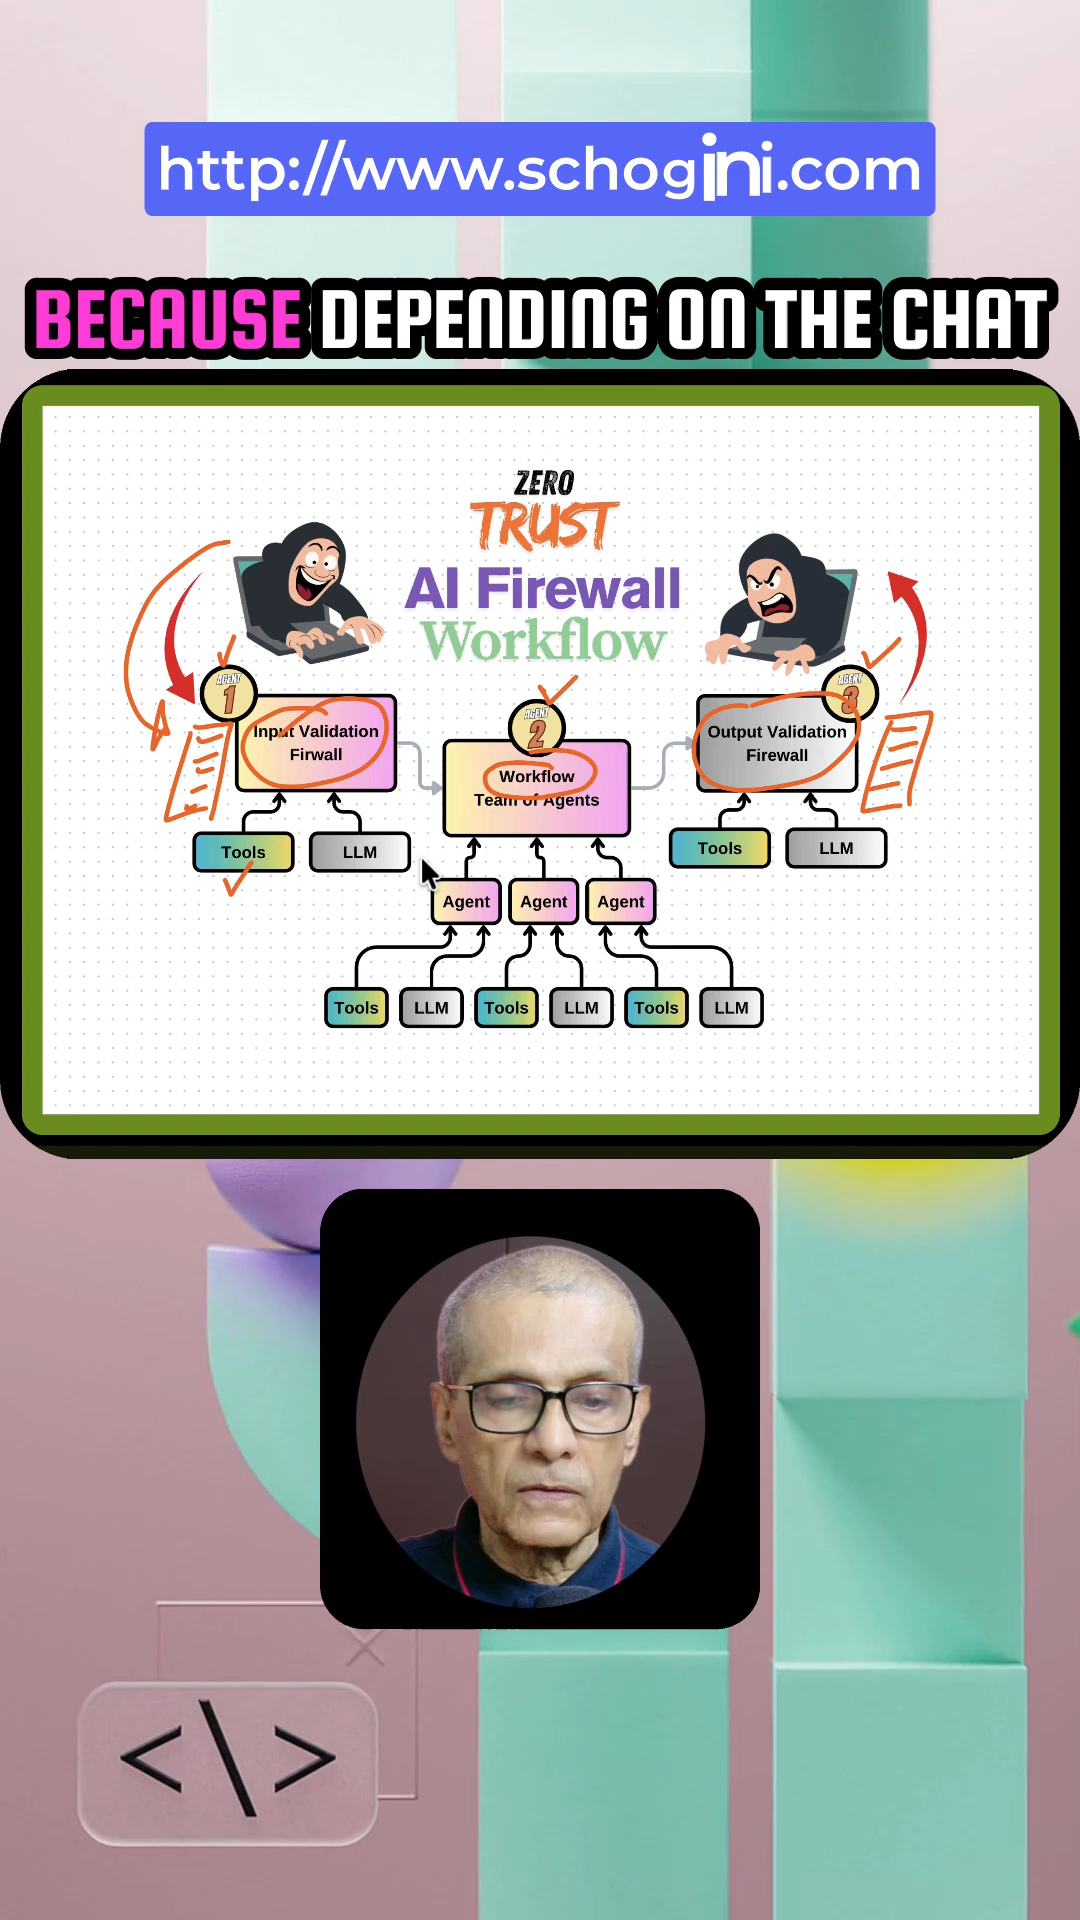 http://www.schogini.com
BECAUSE DEPENDING ON THE CHAT
ZERO
TRUST
AI Firewall
Workflow
AGENT
1
Input Validation
Firwall
AGENT
2
Workflow
Team of Agents
AGENT
3
Output Validation
Firewall
Tools
LLM
Tools
LLM
Agent
Agent
Agent
Tools
LLM
Tools
LLM
Tools
LLM
<\>